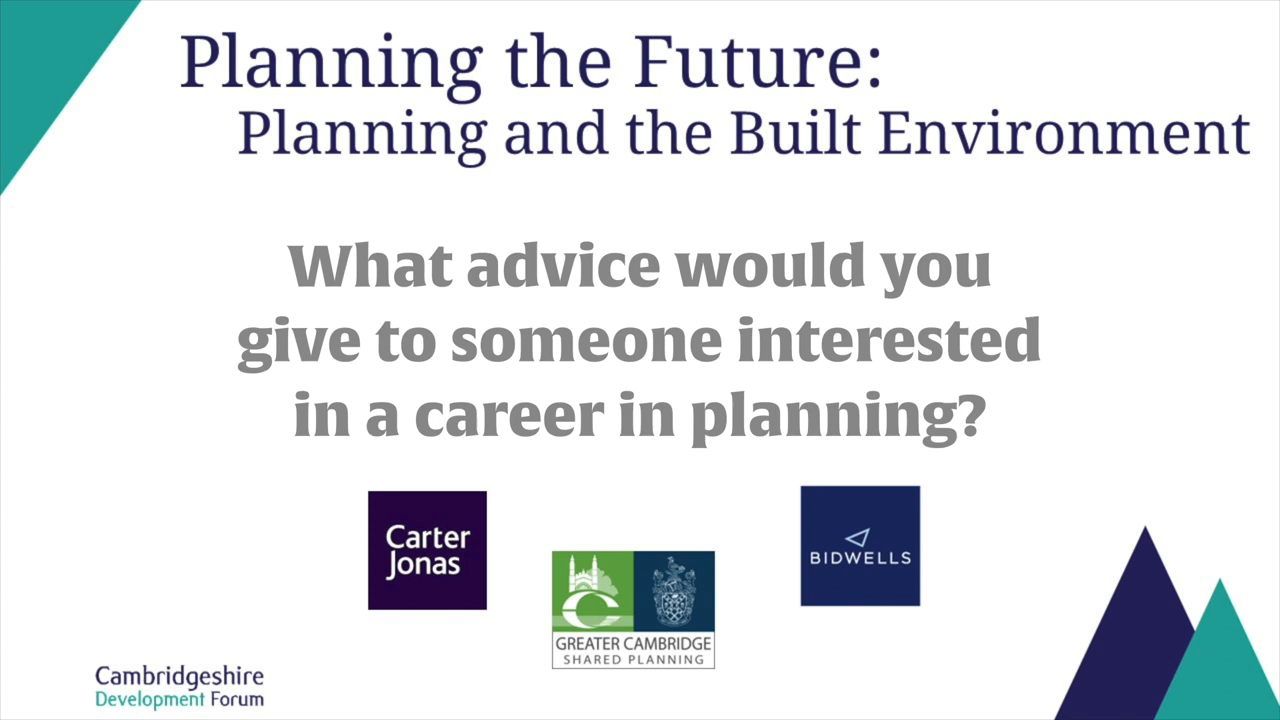 Planning the Future:
Planning and the Built Environment
What advice would you
give to someone interested
in a career in planning?
Carter
Jonas
BIDWELLS
GREATER CAMBRIDGE
SHARED PLANNING
Cambridgeshire
Development Forum